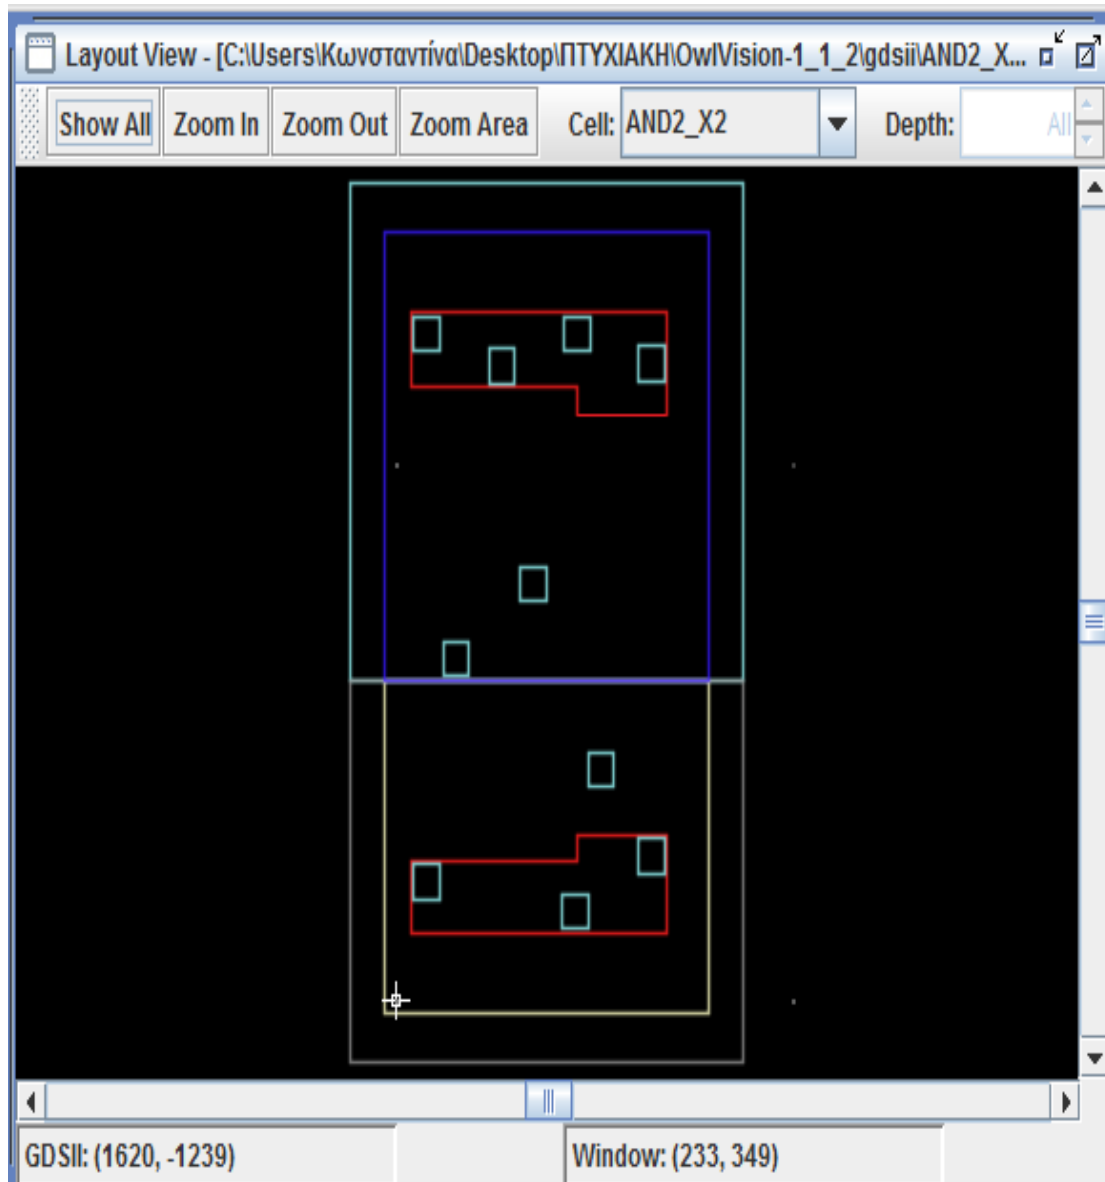 Layout View - [C:\Users\Κωνσταντίνα\Desktop\ΠΤΥΧΙΑΚΗ\OwlVision-1_1_2\gdsii\AND2_X...
Show All Zoom In Zoom Out Zoom Area Cell: AND2_X2 Depth: All
GDSII: (1620, -1239) Window: (233, 349)